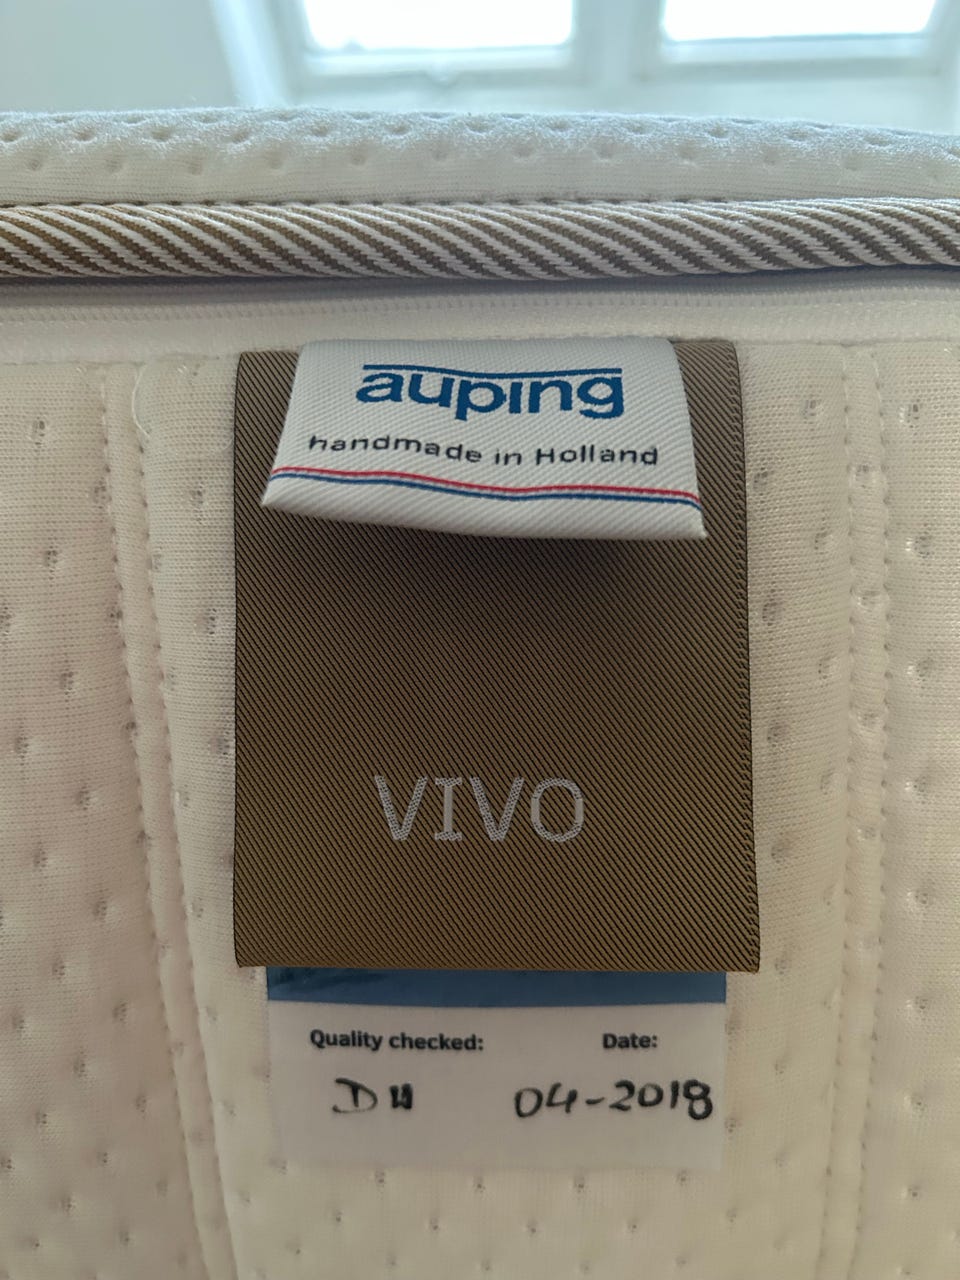 auping
handmade in Holland
VIVO
Quality checked: Date:
04-2018